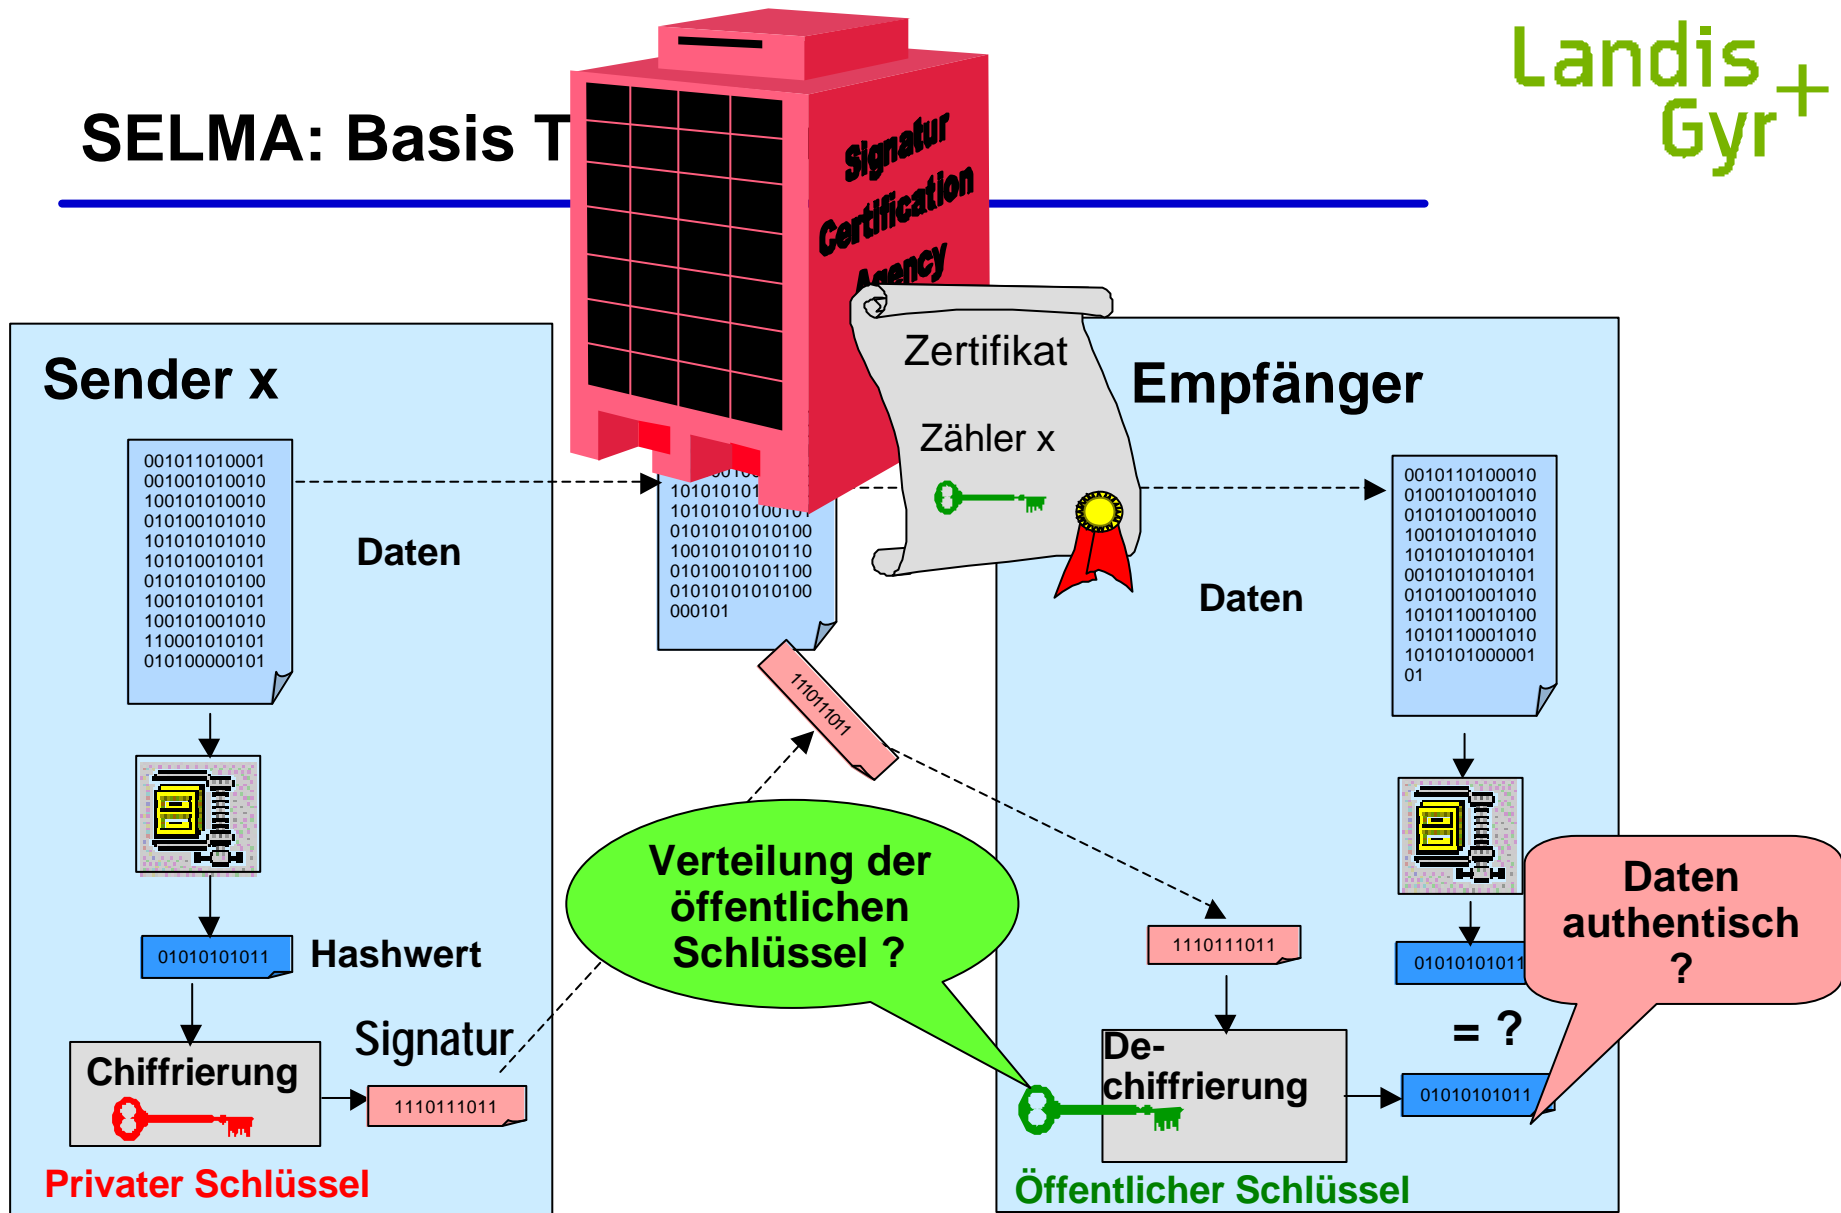 Landis
Gyr+
SELMA: Basis T
Signatur
Certification
Agency
Sender x
001011010001
001001010010
100101010010
010100101010
101010101010
101010010101
010101010100
100101010101
100101001010
110001010101
010100000101
Daten
Hashwert
Chiffrierung
Signatur
01010101011
1110111011
Privater Schlüssel
10101010100101
01010101010100
10010101010110
01010010101100
01010101010100
000101
1110111011
Zertifikat
Zähler x
Verteilung der
öffentlichen
Schlüssel ?
Empfänger
Daten
0010110100010
0100101001010
0101010010010
1001010101010
1010101010101
0010101010101
0101001001010
1010110010100
1010110001010
1010101000001
01
1110111011
01010101011
= ?
De-
chiffrierung
01010101011
Öffentlicher Schlüssel
Daten
authentisch
?